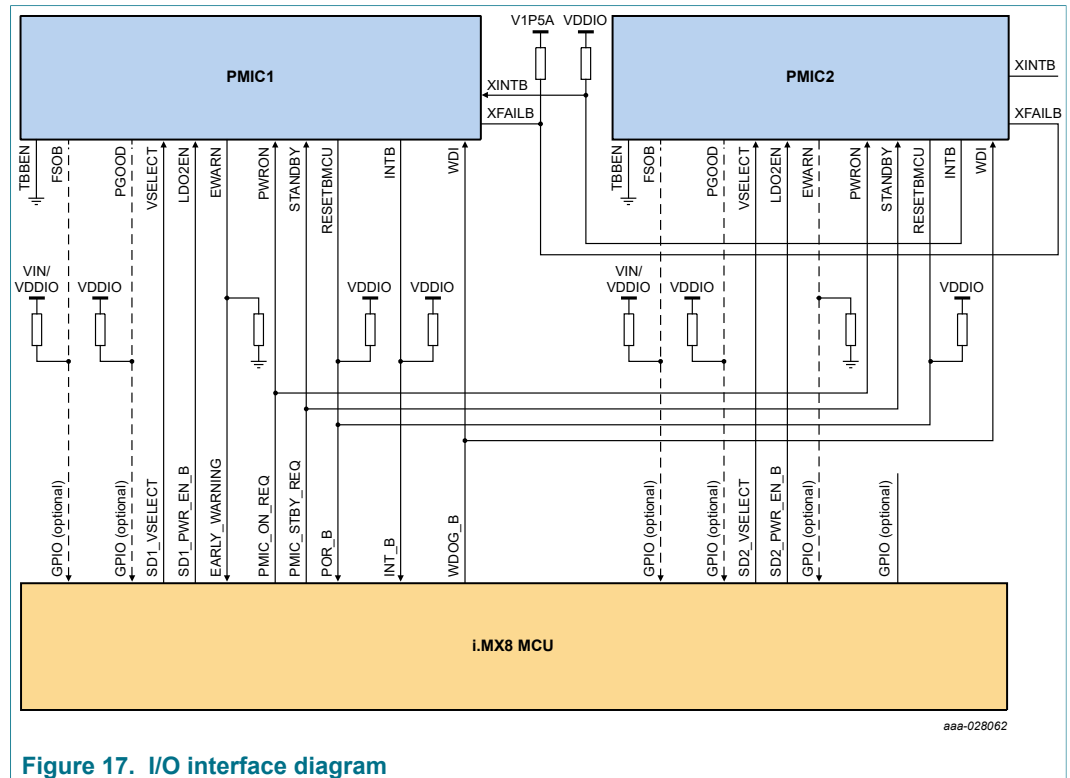 V1P5A VDDIO
PMIC1
PMIC2
XINTB
XFAILB
XINTB
XFAILB
TBBEN
FSOB
PGOOD
VSELECT
LDO2EN
EWARN
PWRON
STANDBY
RESETBMCU
INTB
WDI
TBBEN
FSOB
PGOOD
VSELECT
LDO2EN
EWARN
PWRON
STANDBY
RESETBMCU
INTB
WDI
VIN/
VDDIO
VDDIO
VDDIO
VDDIO
VIN/
VDDIO
VDDIO
VDDIO
GPIO (optional)
GPIO (optional)
SD1_VSELECT
SD1_PWR_EN_B
EARLY_WARNING
PMIC_ON_REQ
PMIC_STBY_REQ
POR_B
INT_B
WDOG_B
GPIO (optional)
GPIO (optional)
SD2_VSELECT
SD2_PWR_EN_B
GPIO (optional)
GPIO (optional)
i.MX8 MCU
aaa-028062
Figure 17. I/O interface diagram